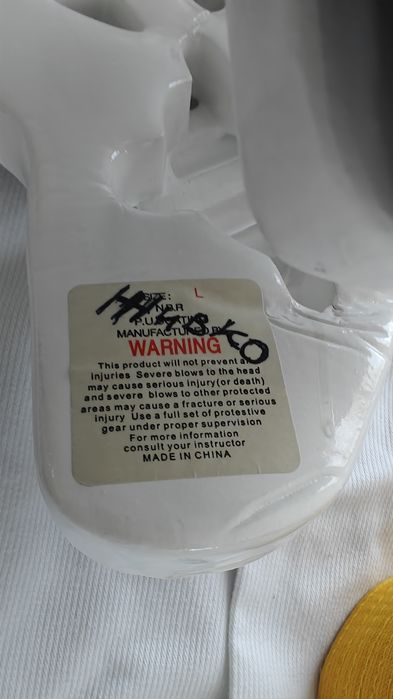 SIZE: L
N.B.R
MANUFACTURED BY
WARNING
This product will not prevent all
injuries Severe blows to the head
may cause serious injury(or death)
and severe blows to other protected
areas may cause a fracture or serious
injury Use a full set of protestive
gear under proper supervision
For more information
consult your instructor
MADE IN CHINA